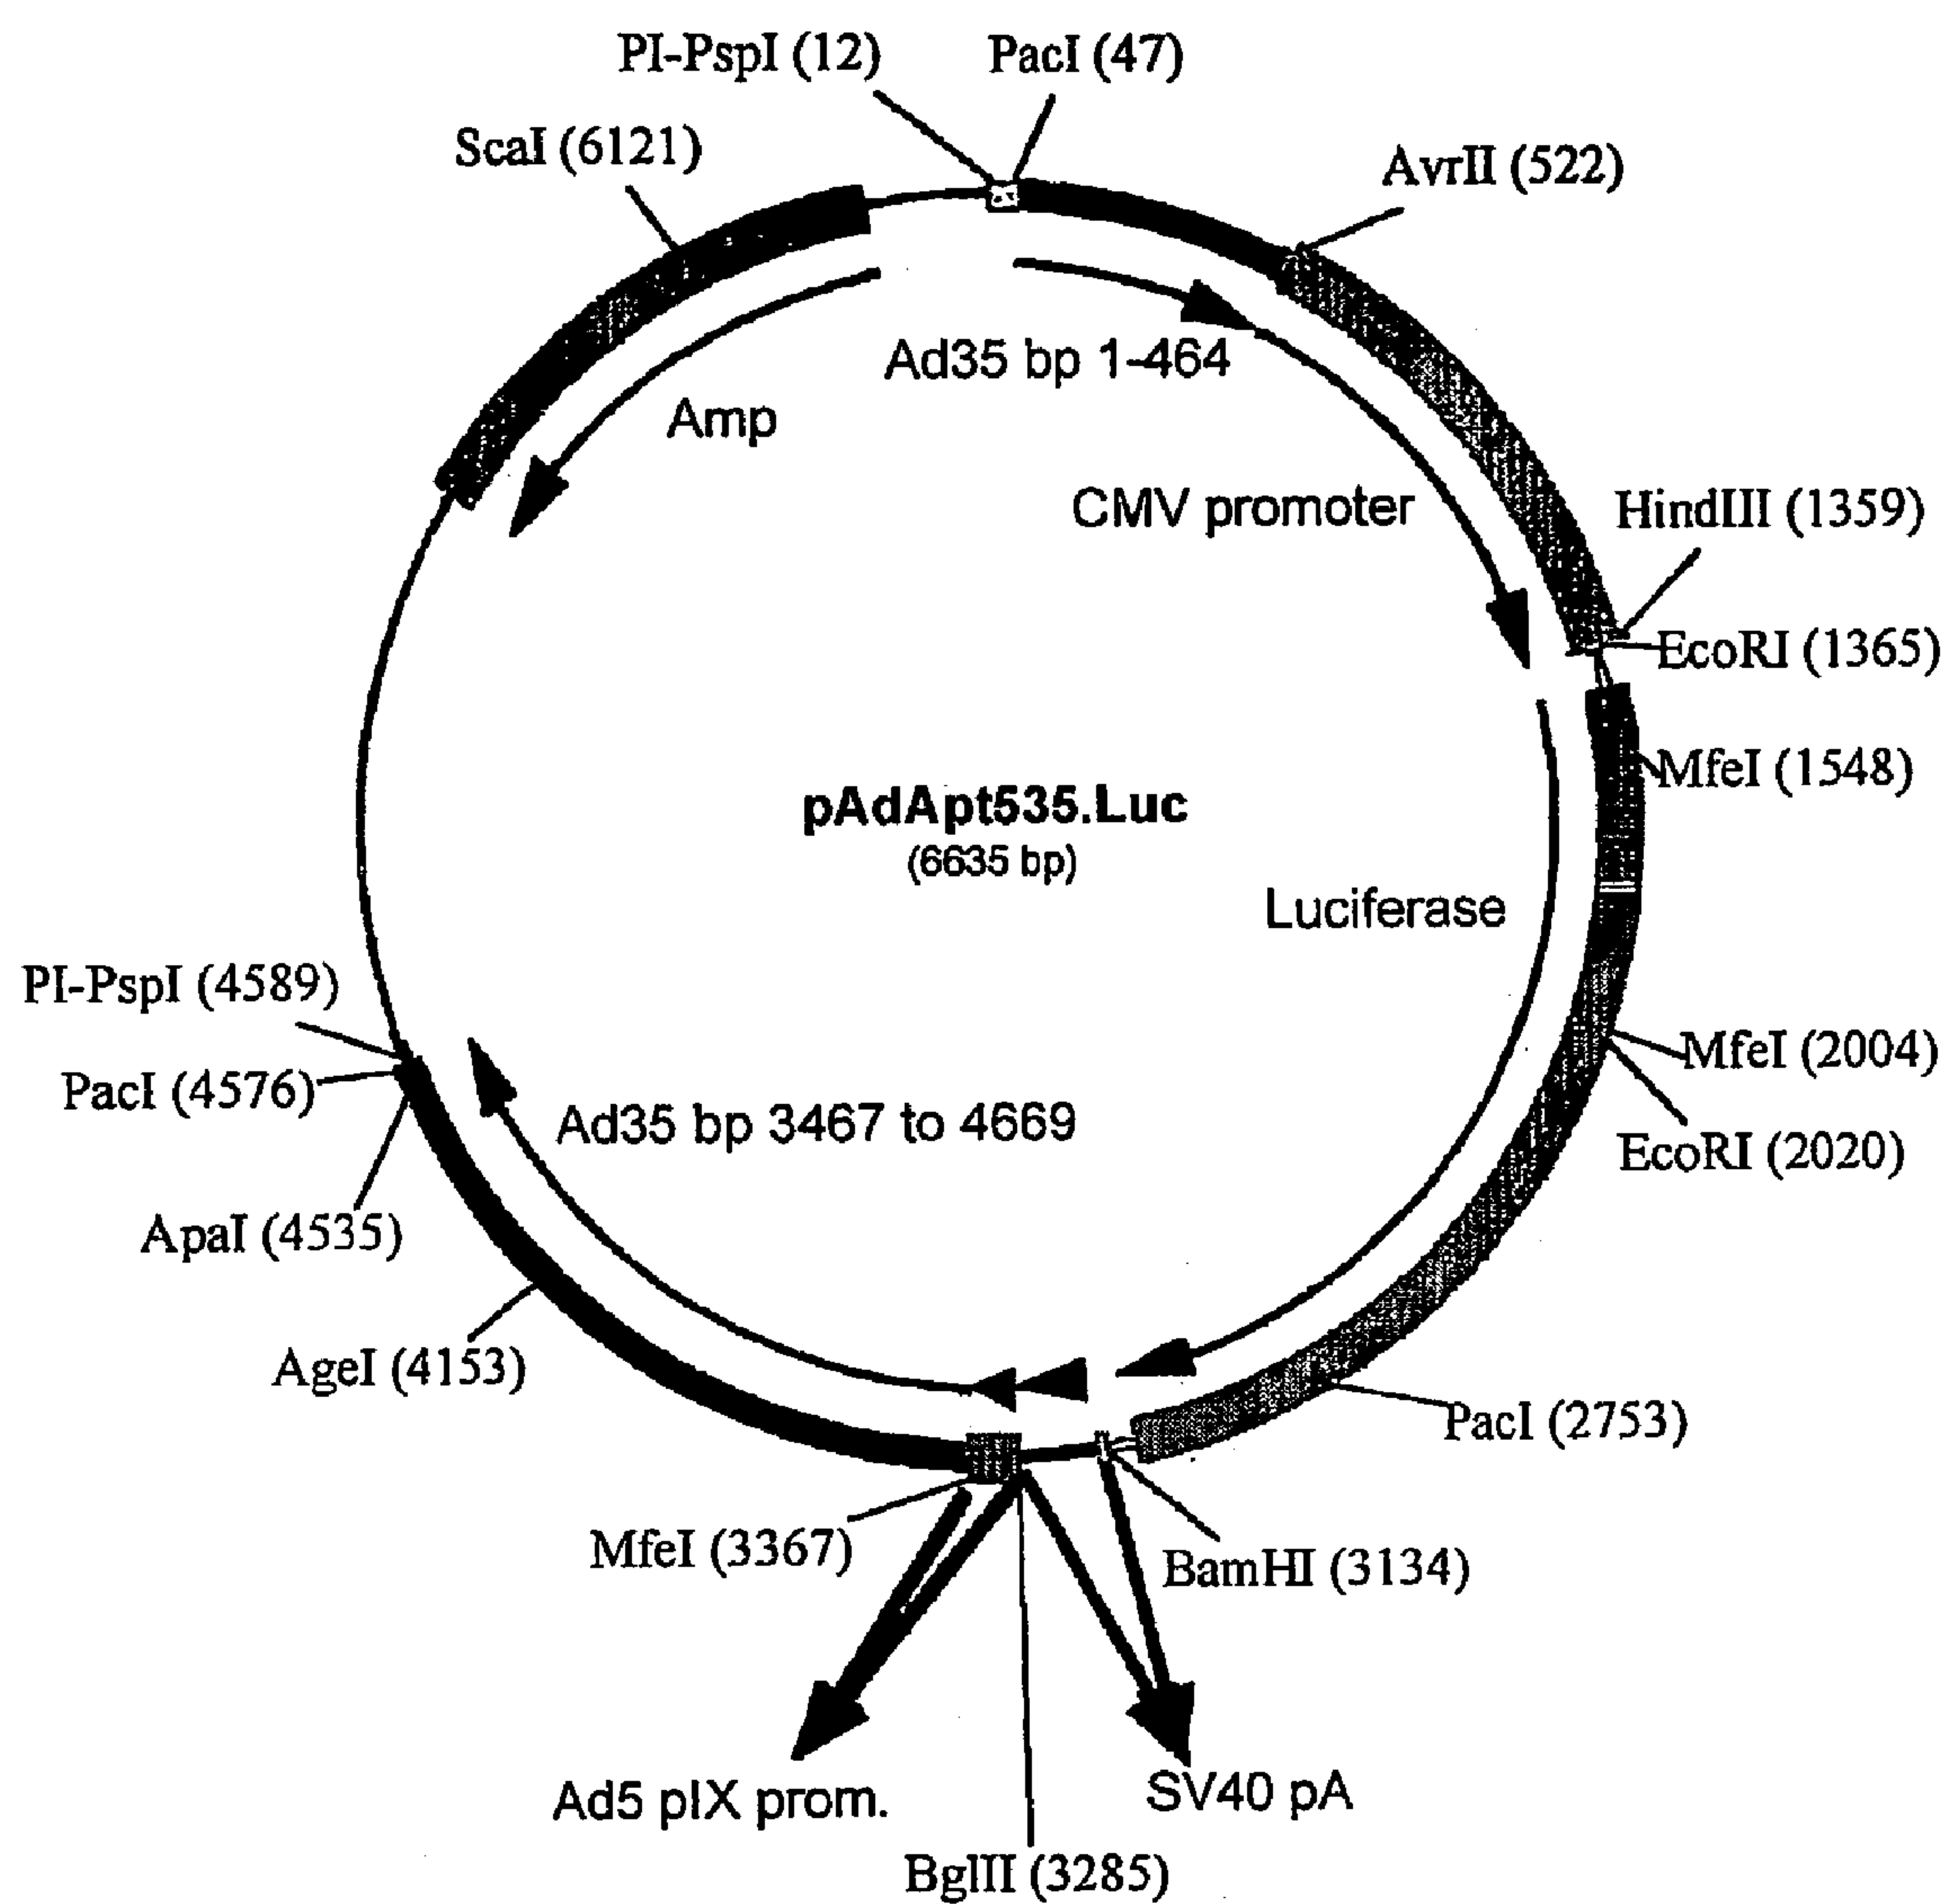 PI-PspI (12)
PacI (47)
ScaI (6121)
AvrII (522)
Ad35 bp 1-464
Amp
CMV promoter
HindIII (1359)
EcoRI (1365)
MfeI (1548)
pAdApt535.Luc
(6635 bp)
Luciferase
PI-PspI (4589)
MfeI (2004)
PacI (4576)
Ad35 bp 3467 to 4669
EcoRI (2020)
ApaI (4535)
AgeI (4153)
PacI (2753)
MfeI (3367)
BamHI (3134)
Ad5 pIX prom.
SV40 pA
BglII (3285)